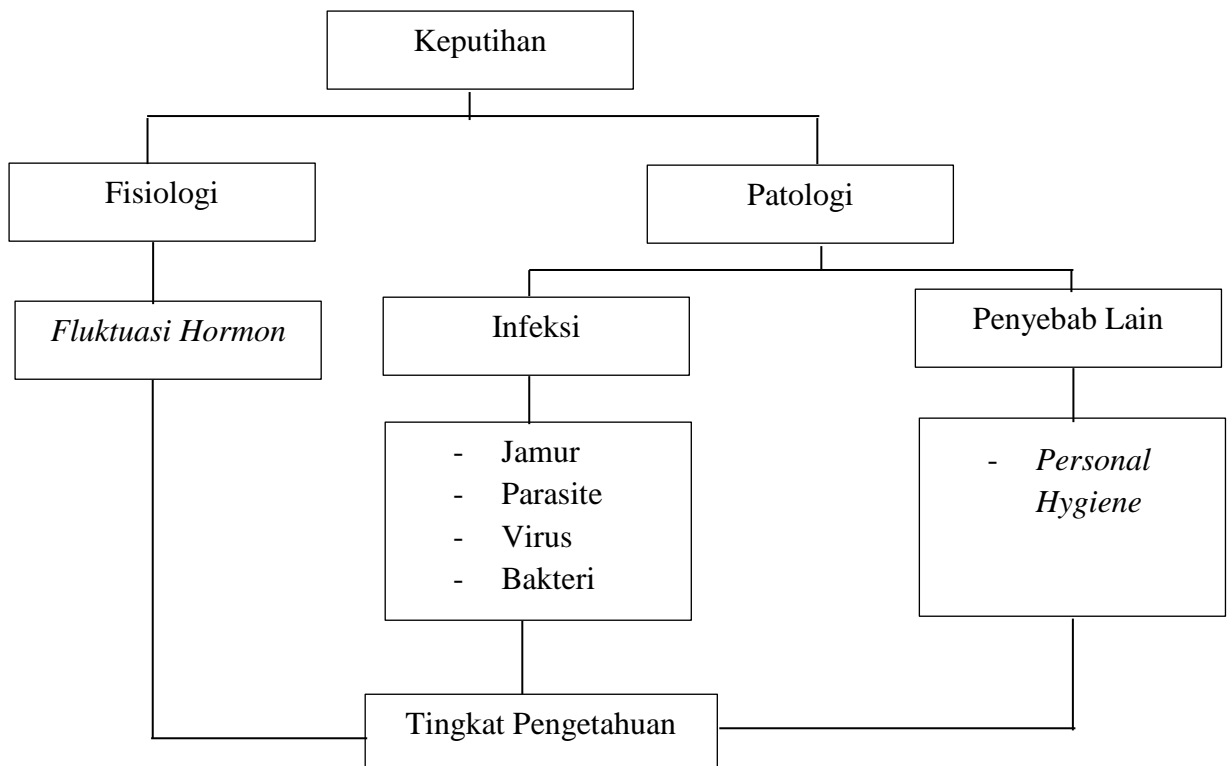 Keputihan
Fisiologi
Patologi
Fluktuasi Hormon
Infeksi
Penyebab Lain
- Jamur
- Parasite
- Virus
- Bakteri
- Personal
Hygiene
Tingkat Pengetahuan